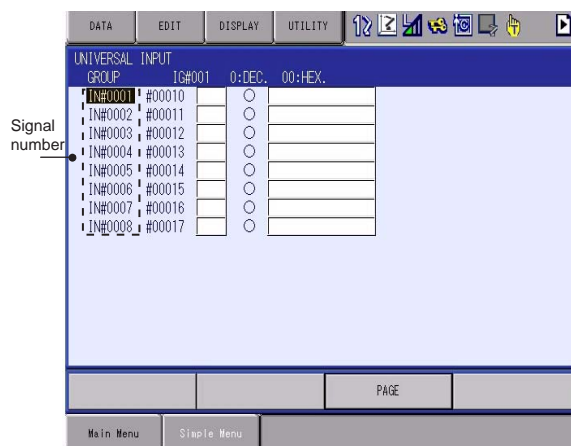 DATA EDIT DISPLAY UTILITY
UNIVERSAL INPUT
GROUP IG#001 0:DEC. 00:HEX.
IN#0001 #00010
IN#0002 #00011
IN#0003 #00012
IN#0004 #00013
IN#0005 #00014
IN#0006 #00015
IN#0007 #00016
IN#0008 #00017
Signal
number
PAGE
Main Menu Simple Menu